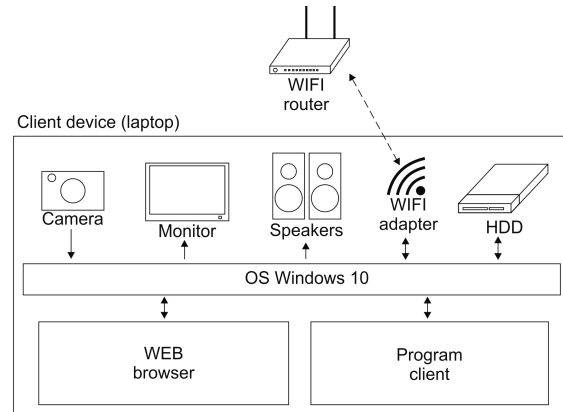 WIFI
router
Client device (laptop)
Camera
Monitor
Speakers
WIFI
adapter
HDD
OS Windows 10
WEB
browser
Program
client